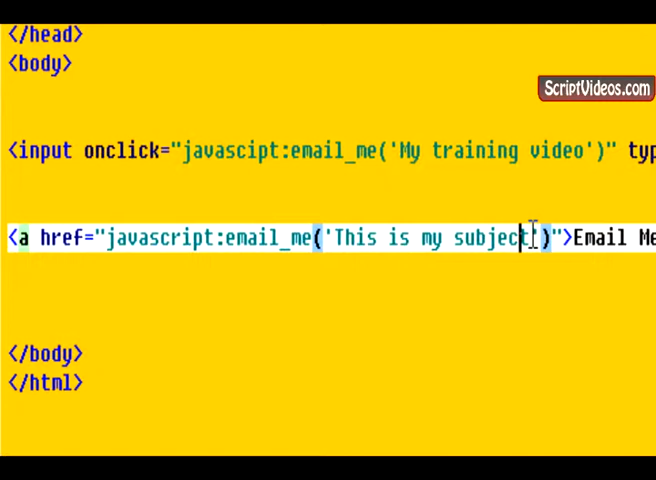 </head>
<body>
ScriptVideos.com
<input onclick="javascipt:email_me('My training video')" typ
<a href="javascript:email_me('This is my subject')">Email Me
</body>
</html>